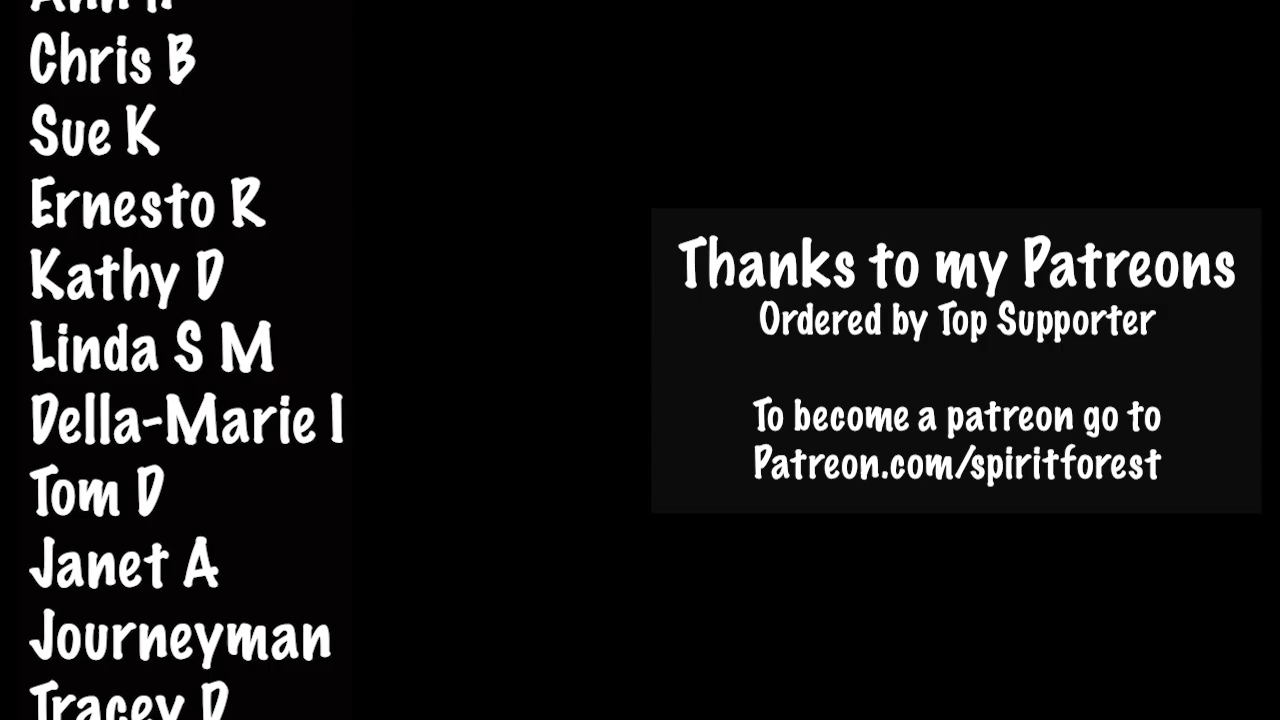 Chris B
Sue K
Ernesto R
Kathy D
Linda S M
Della-Marie I
Tom D
Janet A
Journeyman
Tracey D
Thanks to my Patreons
Ordered by Top Supporter
To become a patreon go to
Patreon.com/spiritforest